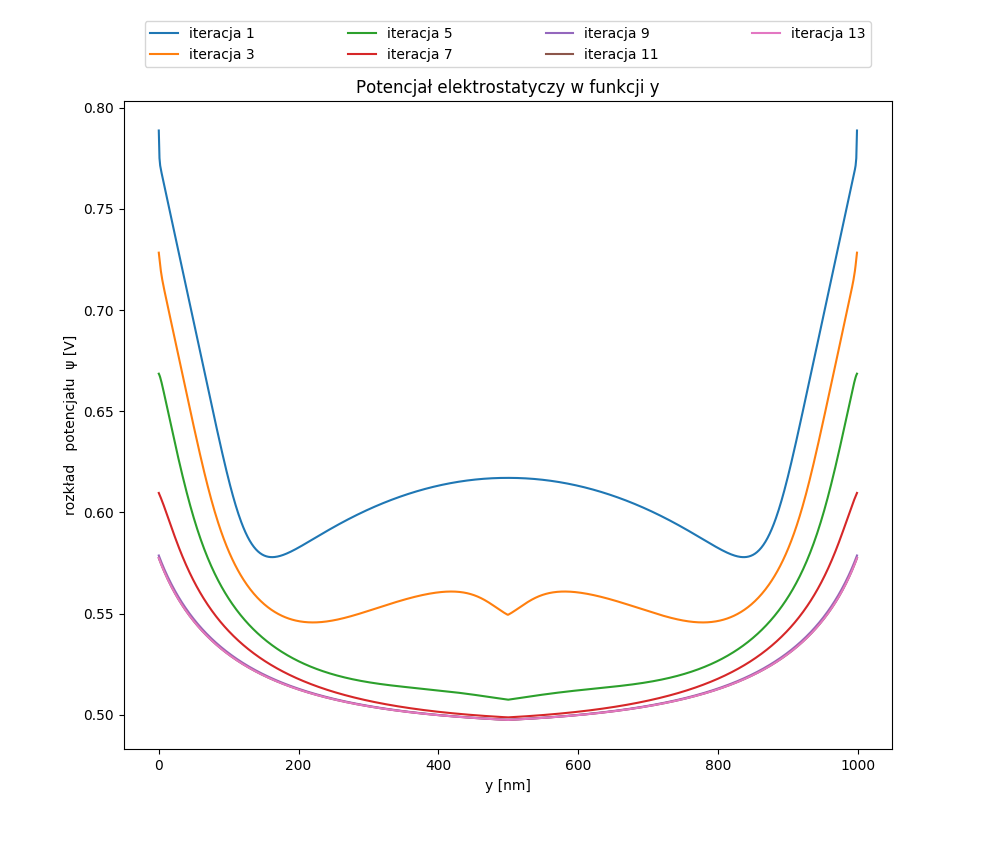 iteracja 1 iteracja 5 iteracja 9 iteracja 13
iteracja 3 iteracja 7 iteracja 11
Potencjał elektrostatyczy w funkcji y
0.80
0.75
0.70
0.65
0.60
0.55
0.50
rozkład potencjału ψ [V]
0 200 400 600 800 1000
y [nm]